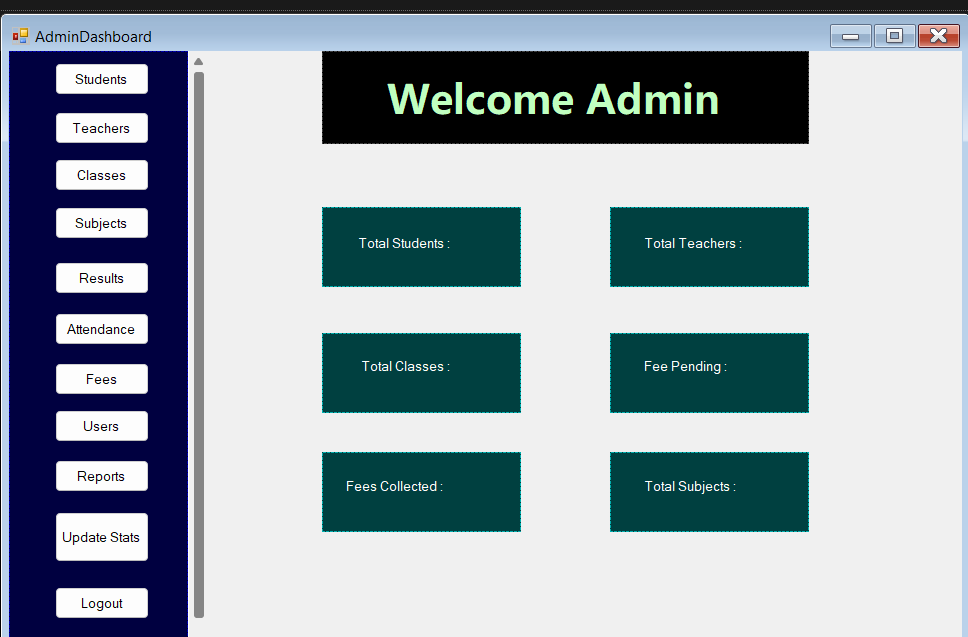 AdminDashboard
Students
Teachers
Classes
Subjects
Results
Attendance
Fees
Users
Reports
Update Stats
Logout
Welcome Admin
Total Students :
Total Teachers :
Total Classes :
Fee Pending :
Fees Collected :
Total Subjects :